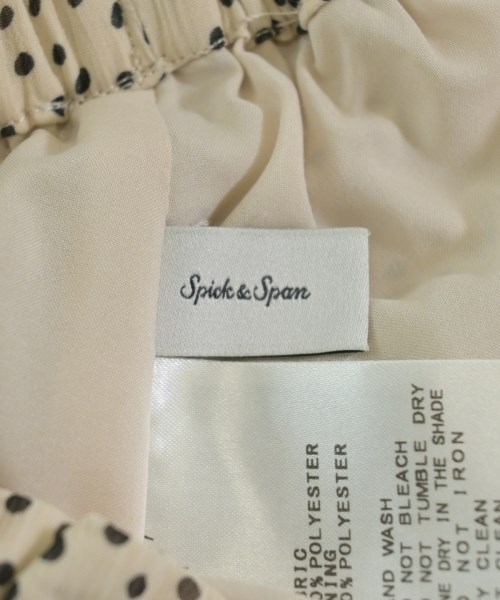 Spick & Span
RIC
% POLYESTER
NING
0% POLYESTER
ND WASH
NOT BLEACH
NOT TUMBLE DRY
NE DRY IN THE SHADE
NOT IRON
Y CLEAN
CLEAN